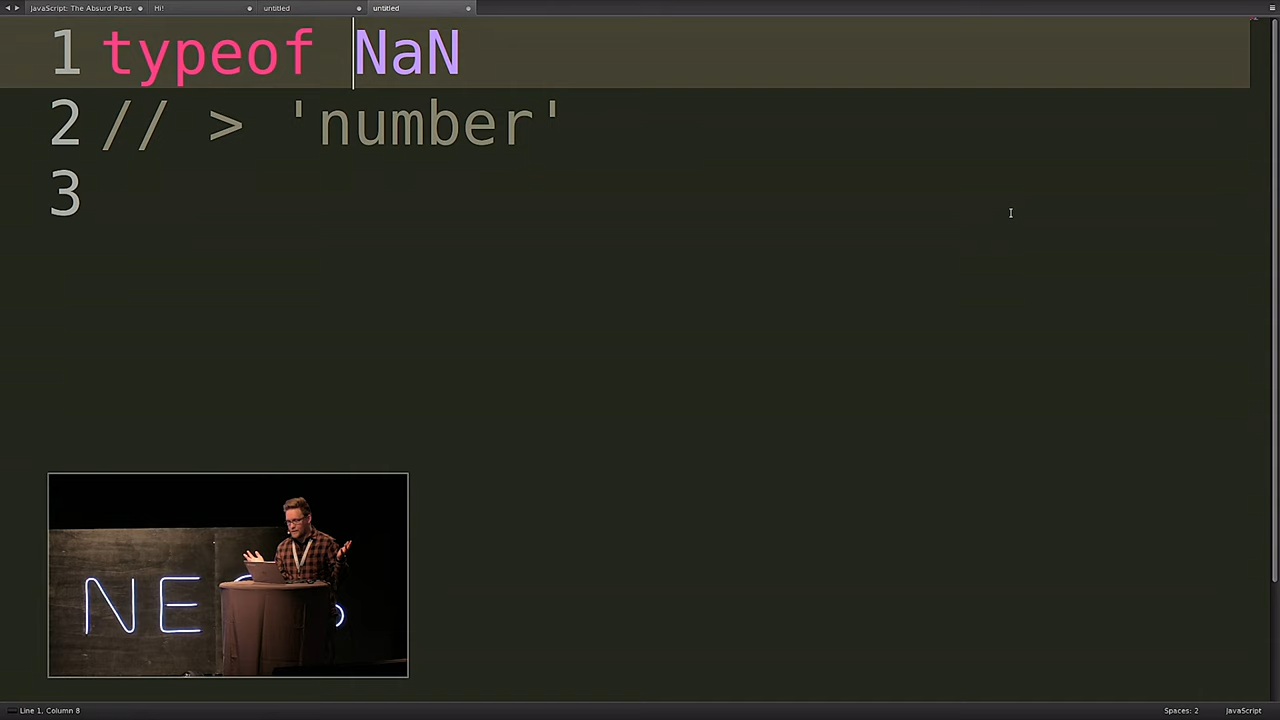 JavaScript: The Absurd Parts
Hi!
untitled
untitled
1 typeof NaN
2 // > 'number'
3
NE
Line 1, Column 8
Spaces: 2
JavaScript